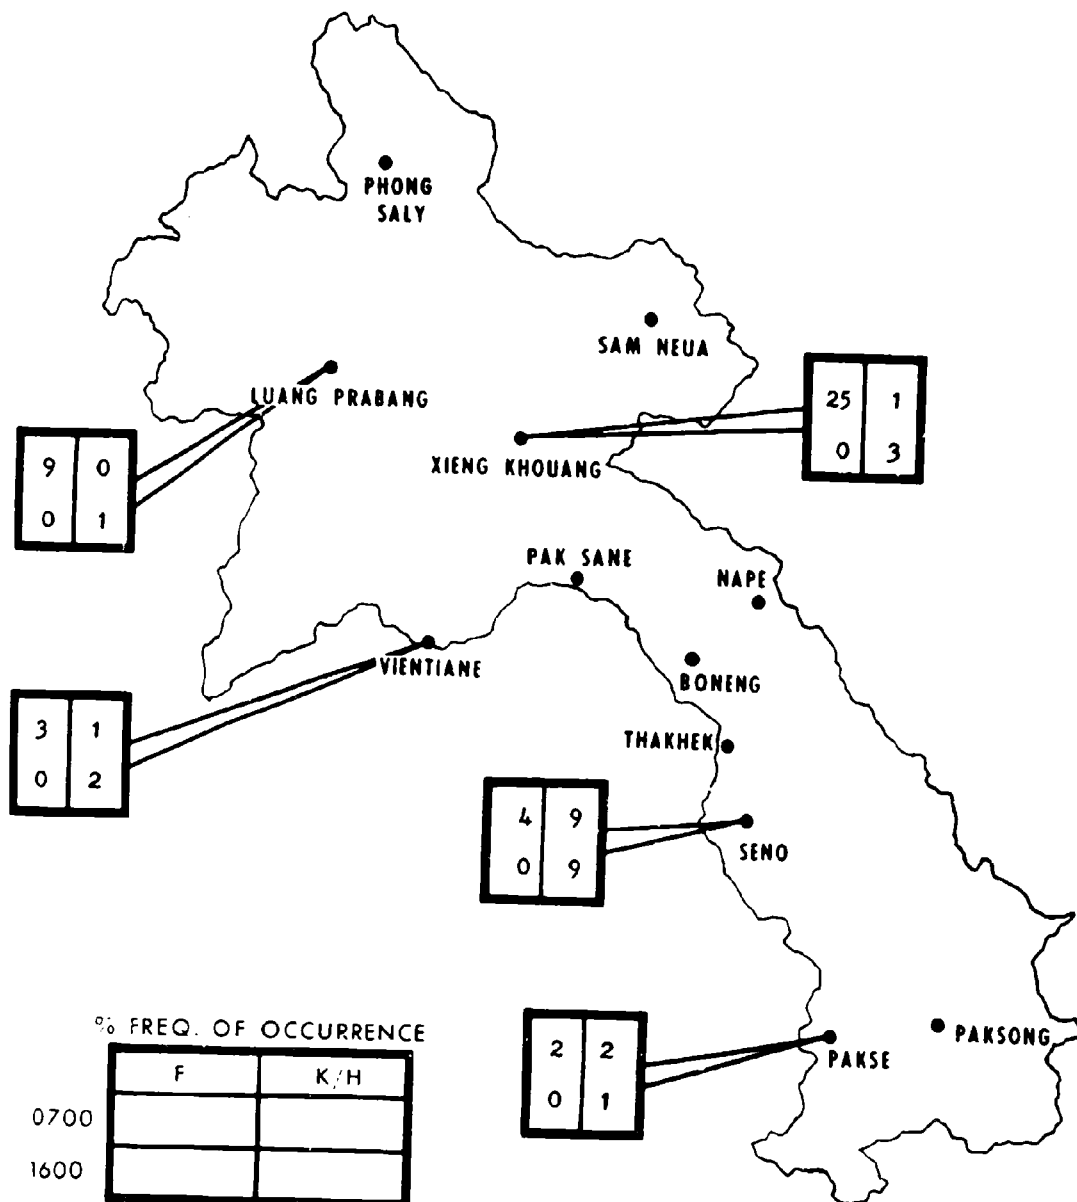 PHONG
SALY
SAM NEUA
LUANG PRABANG
25 1
0 3
XIENG KHOUANG
9 0
0 1
PAK SANE
NAPE
VIENTIANE
BONENG
3 1
0 2
THAKHEK
4 9
0 9
SENO
% FREQ. OF OCCURRENCE
F K/H
0700
1600
2 2
0 1
PAKSE
PAKSONG